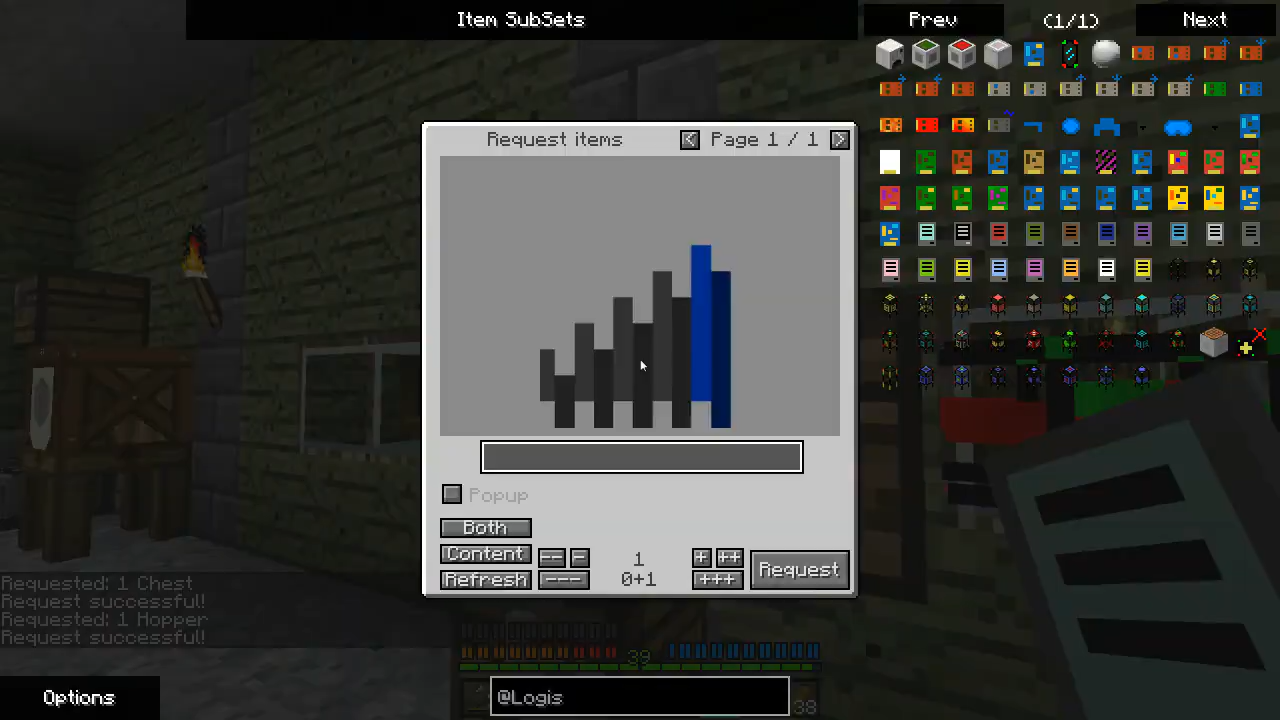 Item SubSets
Prev
(1/1)
Next
Request items
Page 1 / 1
Popup
Both
Content
-- -
1
+ ++
Refresh
---
0+1
+++
Request
Requested: 1 Chest
Request successful!
Requested: 1 Hopper
Request successful!
39
Options
@Logis
38